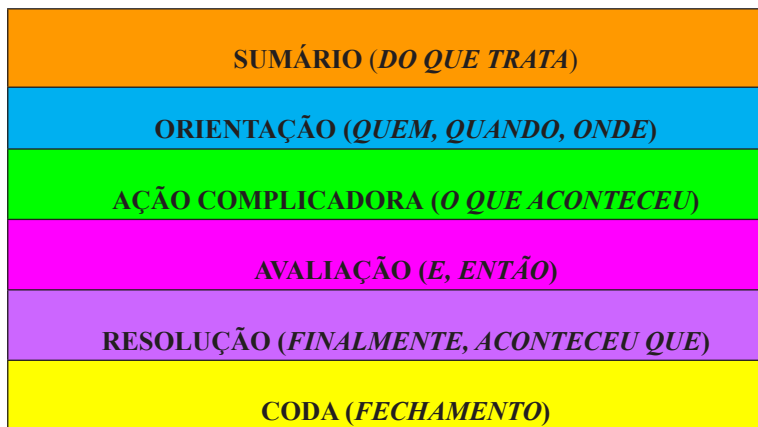 SUMÁRIO (DO QUE TRATA)
ORIENTAÇÃO (QUEM, QUANDO, ONDE)
AÇÃO COMPLICADORA (O QUE ACONTECEU)
AVALIAÇÃO (E, ENTÃO)
RESOLUÇÃO (FINALMENTE, ACONTECEU QUE)
CODA (FECHAMENTO)